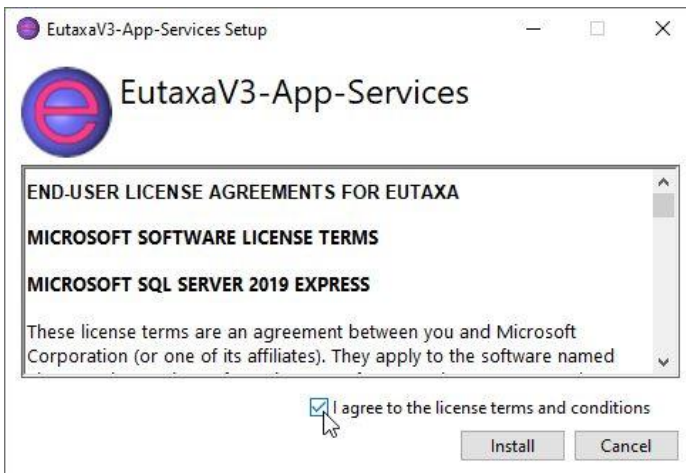 EutaxaV3-App-Services Setup
e
EutaxaV3-App-Services
END-USER LICENSE AGREEMENTS FOR EUTAXA
MICROSOFT SOFTWARE LICENSE TERMS
MICROSOFT SQL SERVER 2019 EXPRESS
These license terms are an agreement between you and Microsoft
Corporation (or one of its affiliates). They apply to the software named
I agree to the license terms and conditions
Install Cancel